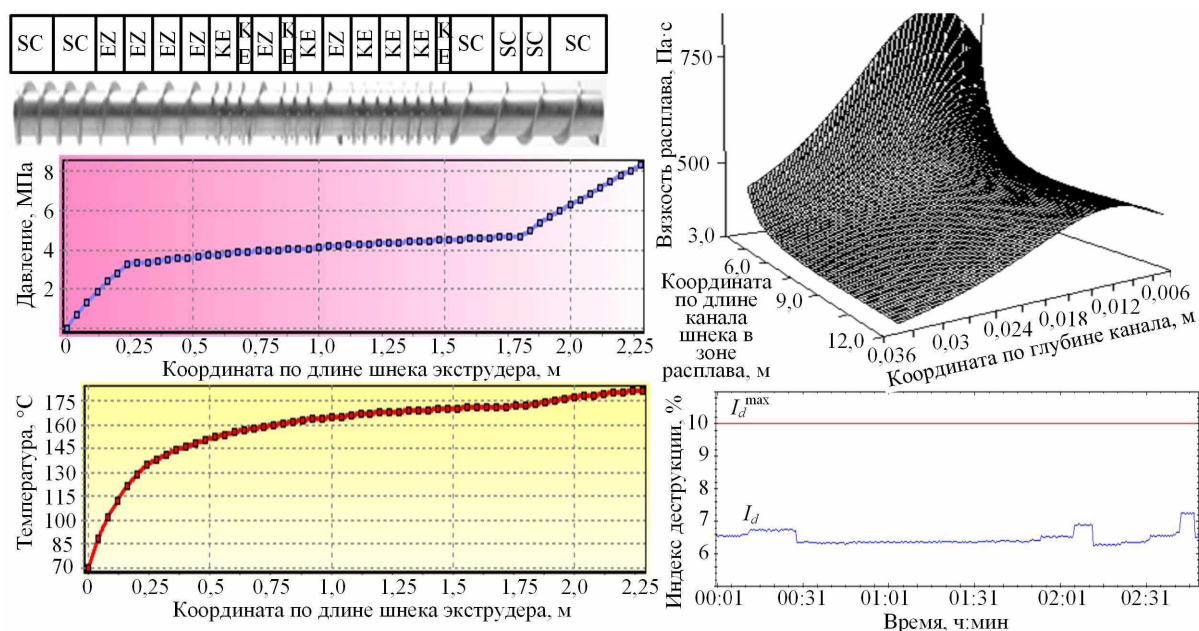 SC SC EZ EZ EZ EZ KE KE EZ KE KE EZ KE KE KE KE SC SC SC SC
Давление, МПа
8
6
4
2
0 0,25 0,5 0,75 1,0 1,25 1,5 1,75 2,0 2,25
Координата по длине шнека экструдера, м
Температура, °С
175
160
145
130
115
100
85
70
0 0,25 0,5 0,75 1,0 1,25 1,5 1,75 2,0 2,25
Координата по длине шнека экструдера, м
Вязкость расплава, Па·с
750
500
3.0
6.0
9,0
12,0
Координата
по длине
канала
шнека в
зоне
расплава, м
0,036 0,03 0,024 0,018 0,012 0,006
Координата по глубине канала, м
Индекс деструкции, %
10
9
8
7
6
I_d^max
I_d
00:01 00:31 01:01 01:31 02:01 02:31
Время, ч:мин